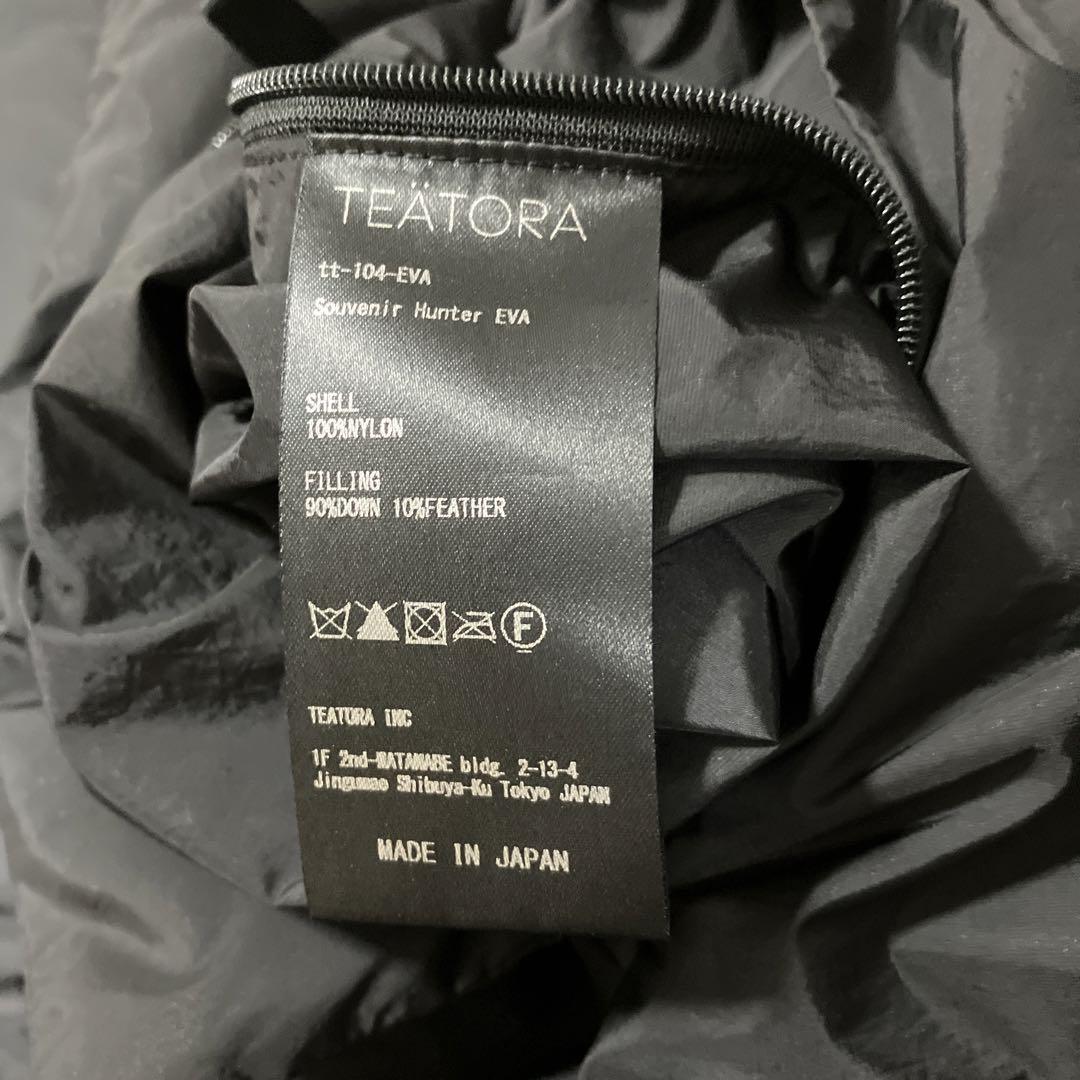 TEÄTORA
tt-104-EVA
Souvenir Hunter EVA
SHELL
100%NYLON
FILLING
90%DOWN 10%FEATHER
F
TEATORA INC
1F 2nd-WATANABE bldg. 2-13-4
Jingumae Shibuya-Ku Tokyo JAPAN
MADE IN JAPAN